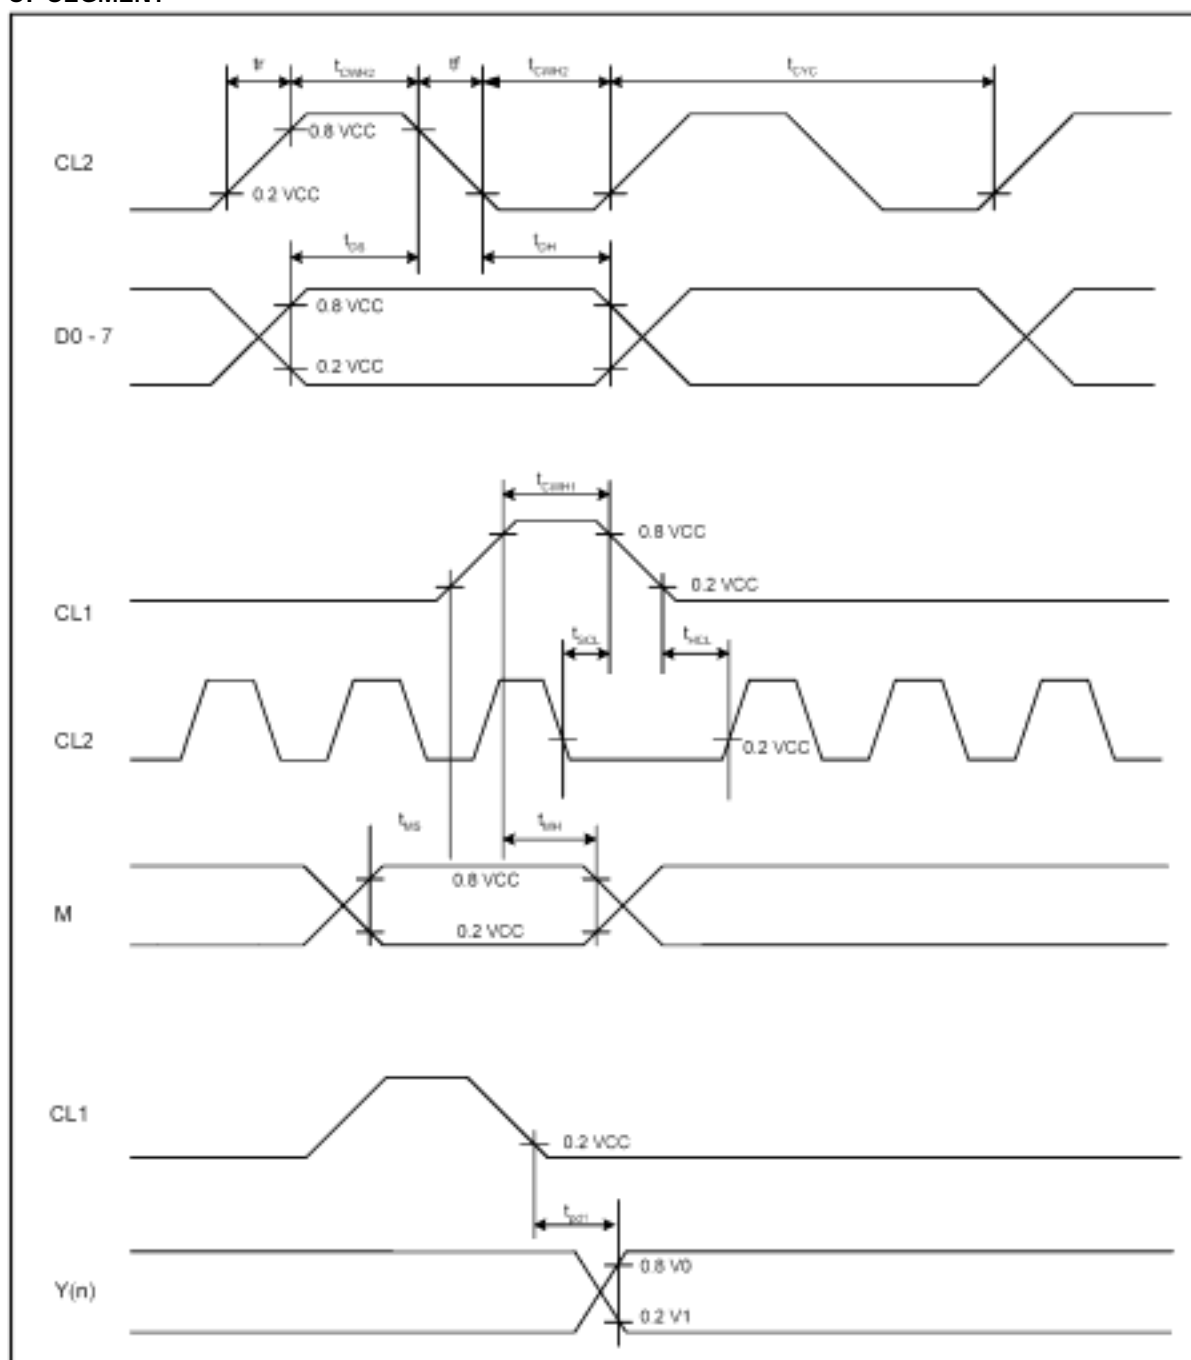 OF SEGMENT
tr tCWH2 tf tCWH2 tCYC
0.8 VCC
CL2
0.2 VCC
tDS tDH
0.8 VCC
D0 - 7
0.2 VCC
tCWH1
0.8 VCC
0.2 VCC
CL1
tSCL tHCL
CL2
0.2 VCC
tMS tMH
0.8 VCC
M
0.2 VCC
CL1
0.2 VCC
tpd1
0.8 V0
Y(n)
0.2 V1